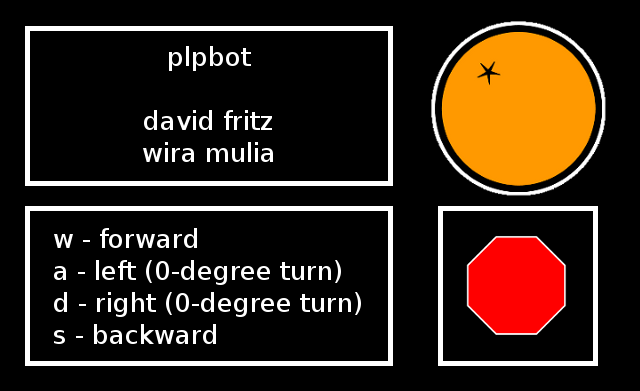 plpbot
david fritz
wira mulia
w - forward
a - left (0-degree turn)
d - right (0-degree turn)
s - backward